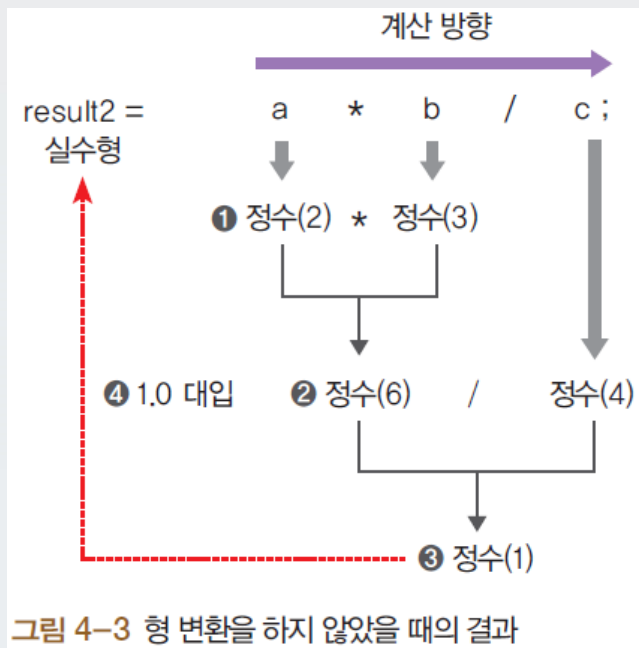 계산 방향
result2 = a * b / c ;
실수형
❶ 정수(2) * 정수(3)
❹ 1.0 대입 ❷ 정수(6) / 정수(4)
❸ 정수(1)
그림 4-3 형 변환을 하지 않았을 때의 결과